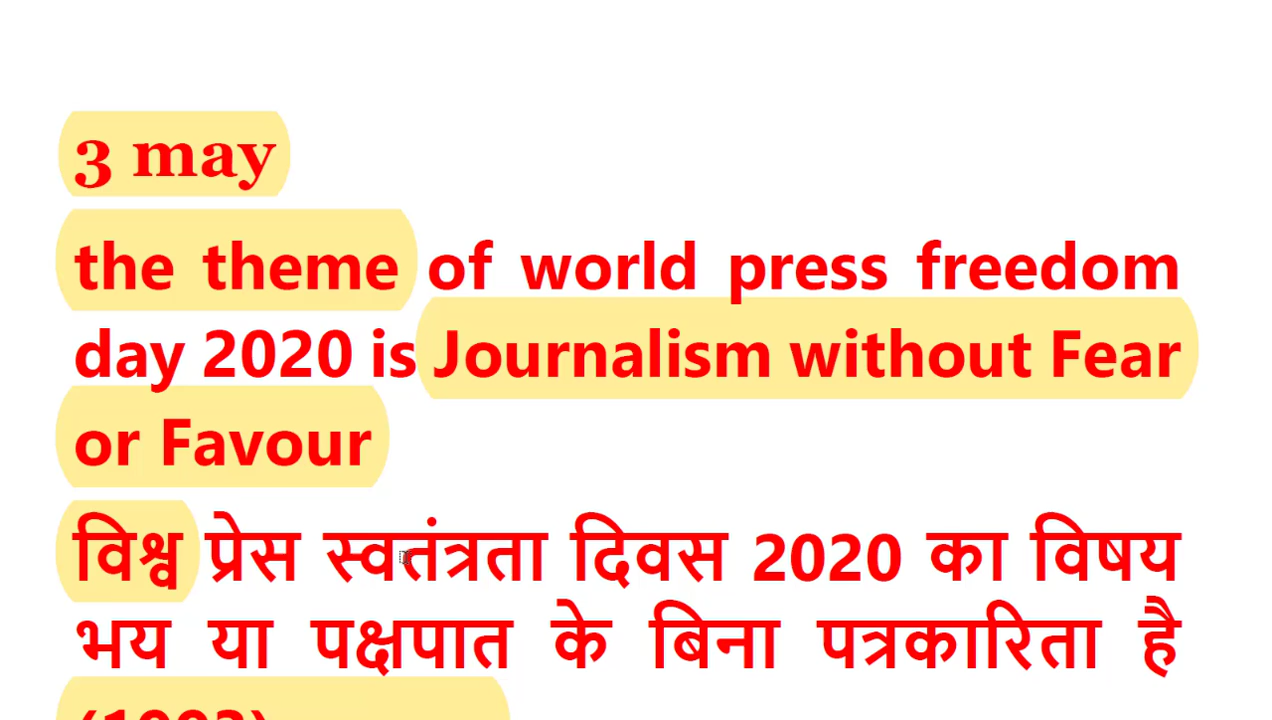 3 may
the theme of world press freedom
day 2020 is Journalism without Fear
or Favour
विश्व प्रेस स्वतंत्रता दिवस 2020 का विषय
भय या पक्षपात के बिना पत्रकारिता है